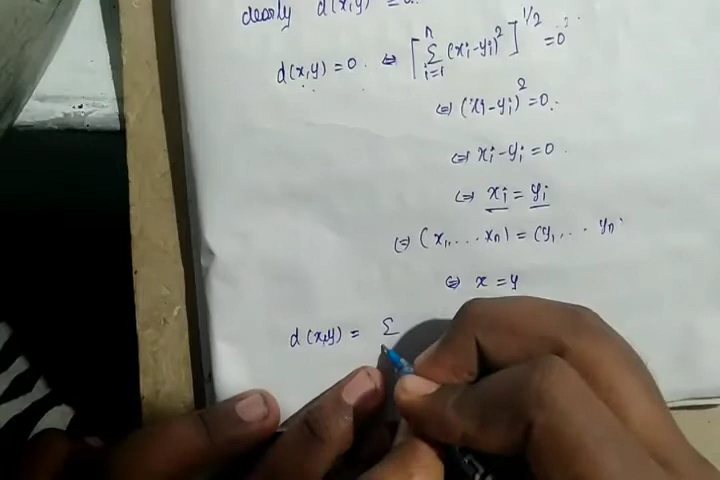 clearly d(x,y) =
d(x,y) = 0. ⇔ [ n Σ i=1 (xi-yi)² ]^1/2 = 0
⇔ (xi-yi)² = 0.
⇔ xi-yi = 0.
⇔ xi = yi
⇔ (x1,... xn) = (y1,... yn)
⇔ x = y
d(x,y) = Σ